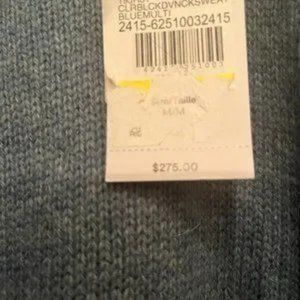 CLRBLCKDVNCKSWEAT
BLUEMULTI
2415-62510032415
Size/Taille
M/M
$275.00